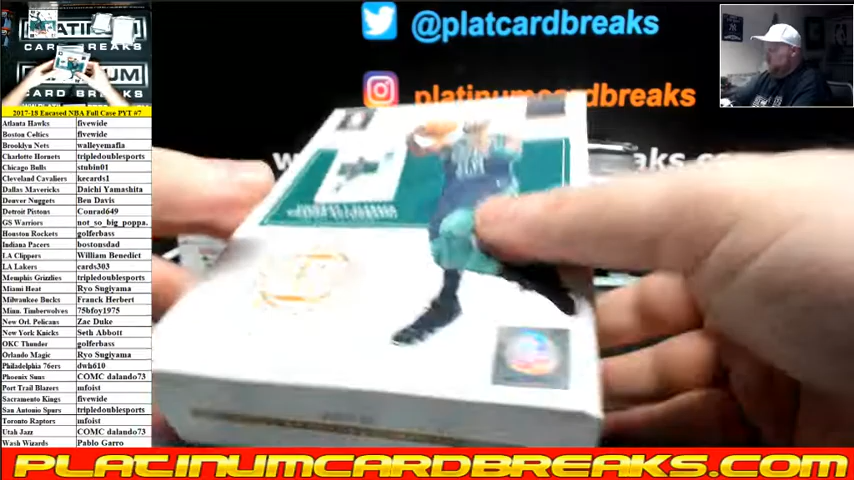 @platcardbreaks
platinumcardbreaks
CARD BREAKS
2017-18 Encased NBA Full Case PYT #7
Atlanta Hawks fivewide
Boston Celtics fivewide
Brooklyn Nets walleyemafia
Charlotte Hornets tripledoublesports
Chicago Bulls stubin01
Cleveland Cavaliers kecards1
Dallas Mavericks Daichi Yamashita
Denver Nuggets Ben Davis
Detroit Pistons Conrad649
GS Warriors not_so_big_poppa.
Houston Rockets golferbass
Indiana Pacers bostonsdad
LA Clippers William Benedict
LA Lakers cards303
Memphis Grizzlies tripledoublesports
Miami Heat Ryo Sugiyama
Milwaukee Bucks Franck Herbert
Minn. Timberwolves 75bfoy1975
New Orl. Pelicans Zac Duke
New York Knicks Seth Abbott
OKC Thunder golferbass
Orlando Magic Ryo Sugiyama
Philadelphia 76ers dwh610
Phoenix Suns COMC dalando73
Port Trail Blazers mfoist
Sacramento Kings fivewide
San Antonio Spurs tripledoublesports
Toronto Raptors mfoist
Utah Jazz COMC dalando73
Wash Wizards Pablo Garro
PLATINUMCARDBREAKS.COM